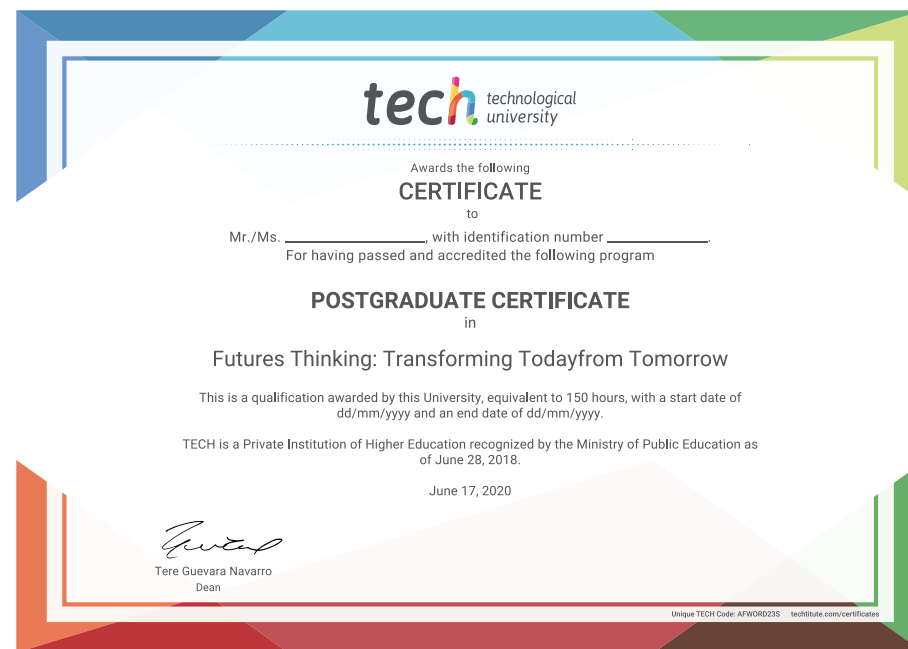 tech technological
university
Awards the following
CERTIFICATE
to
Mr./Ms. ____________, with identification number ____________.
For having passed and accredited the following program
POSTGRADUATE CERTIFICATE
in
Futures Thinking: Transforming Todayfrom Tomorrow
This is a qualification awarded by this University, equivalent to 150 hours, with a start date of
dd/mm/yyyy and an end date of dd/mm/yyyy.
TECH is a Private Institution of Higher Education recognized by the Ministry of Public Education as
of June 28, 2018.
June 17, 2020
Tere Guevara Navarro
Dean
Unique TECH Code: AFWORD23S techtitute.com/certificates